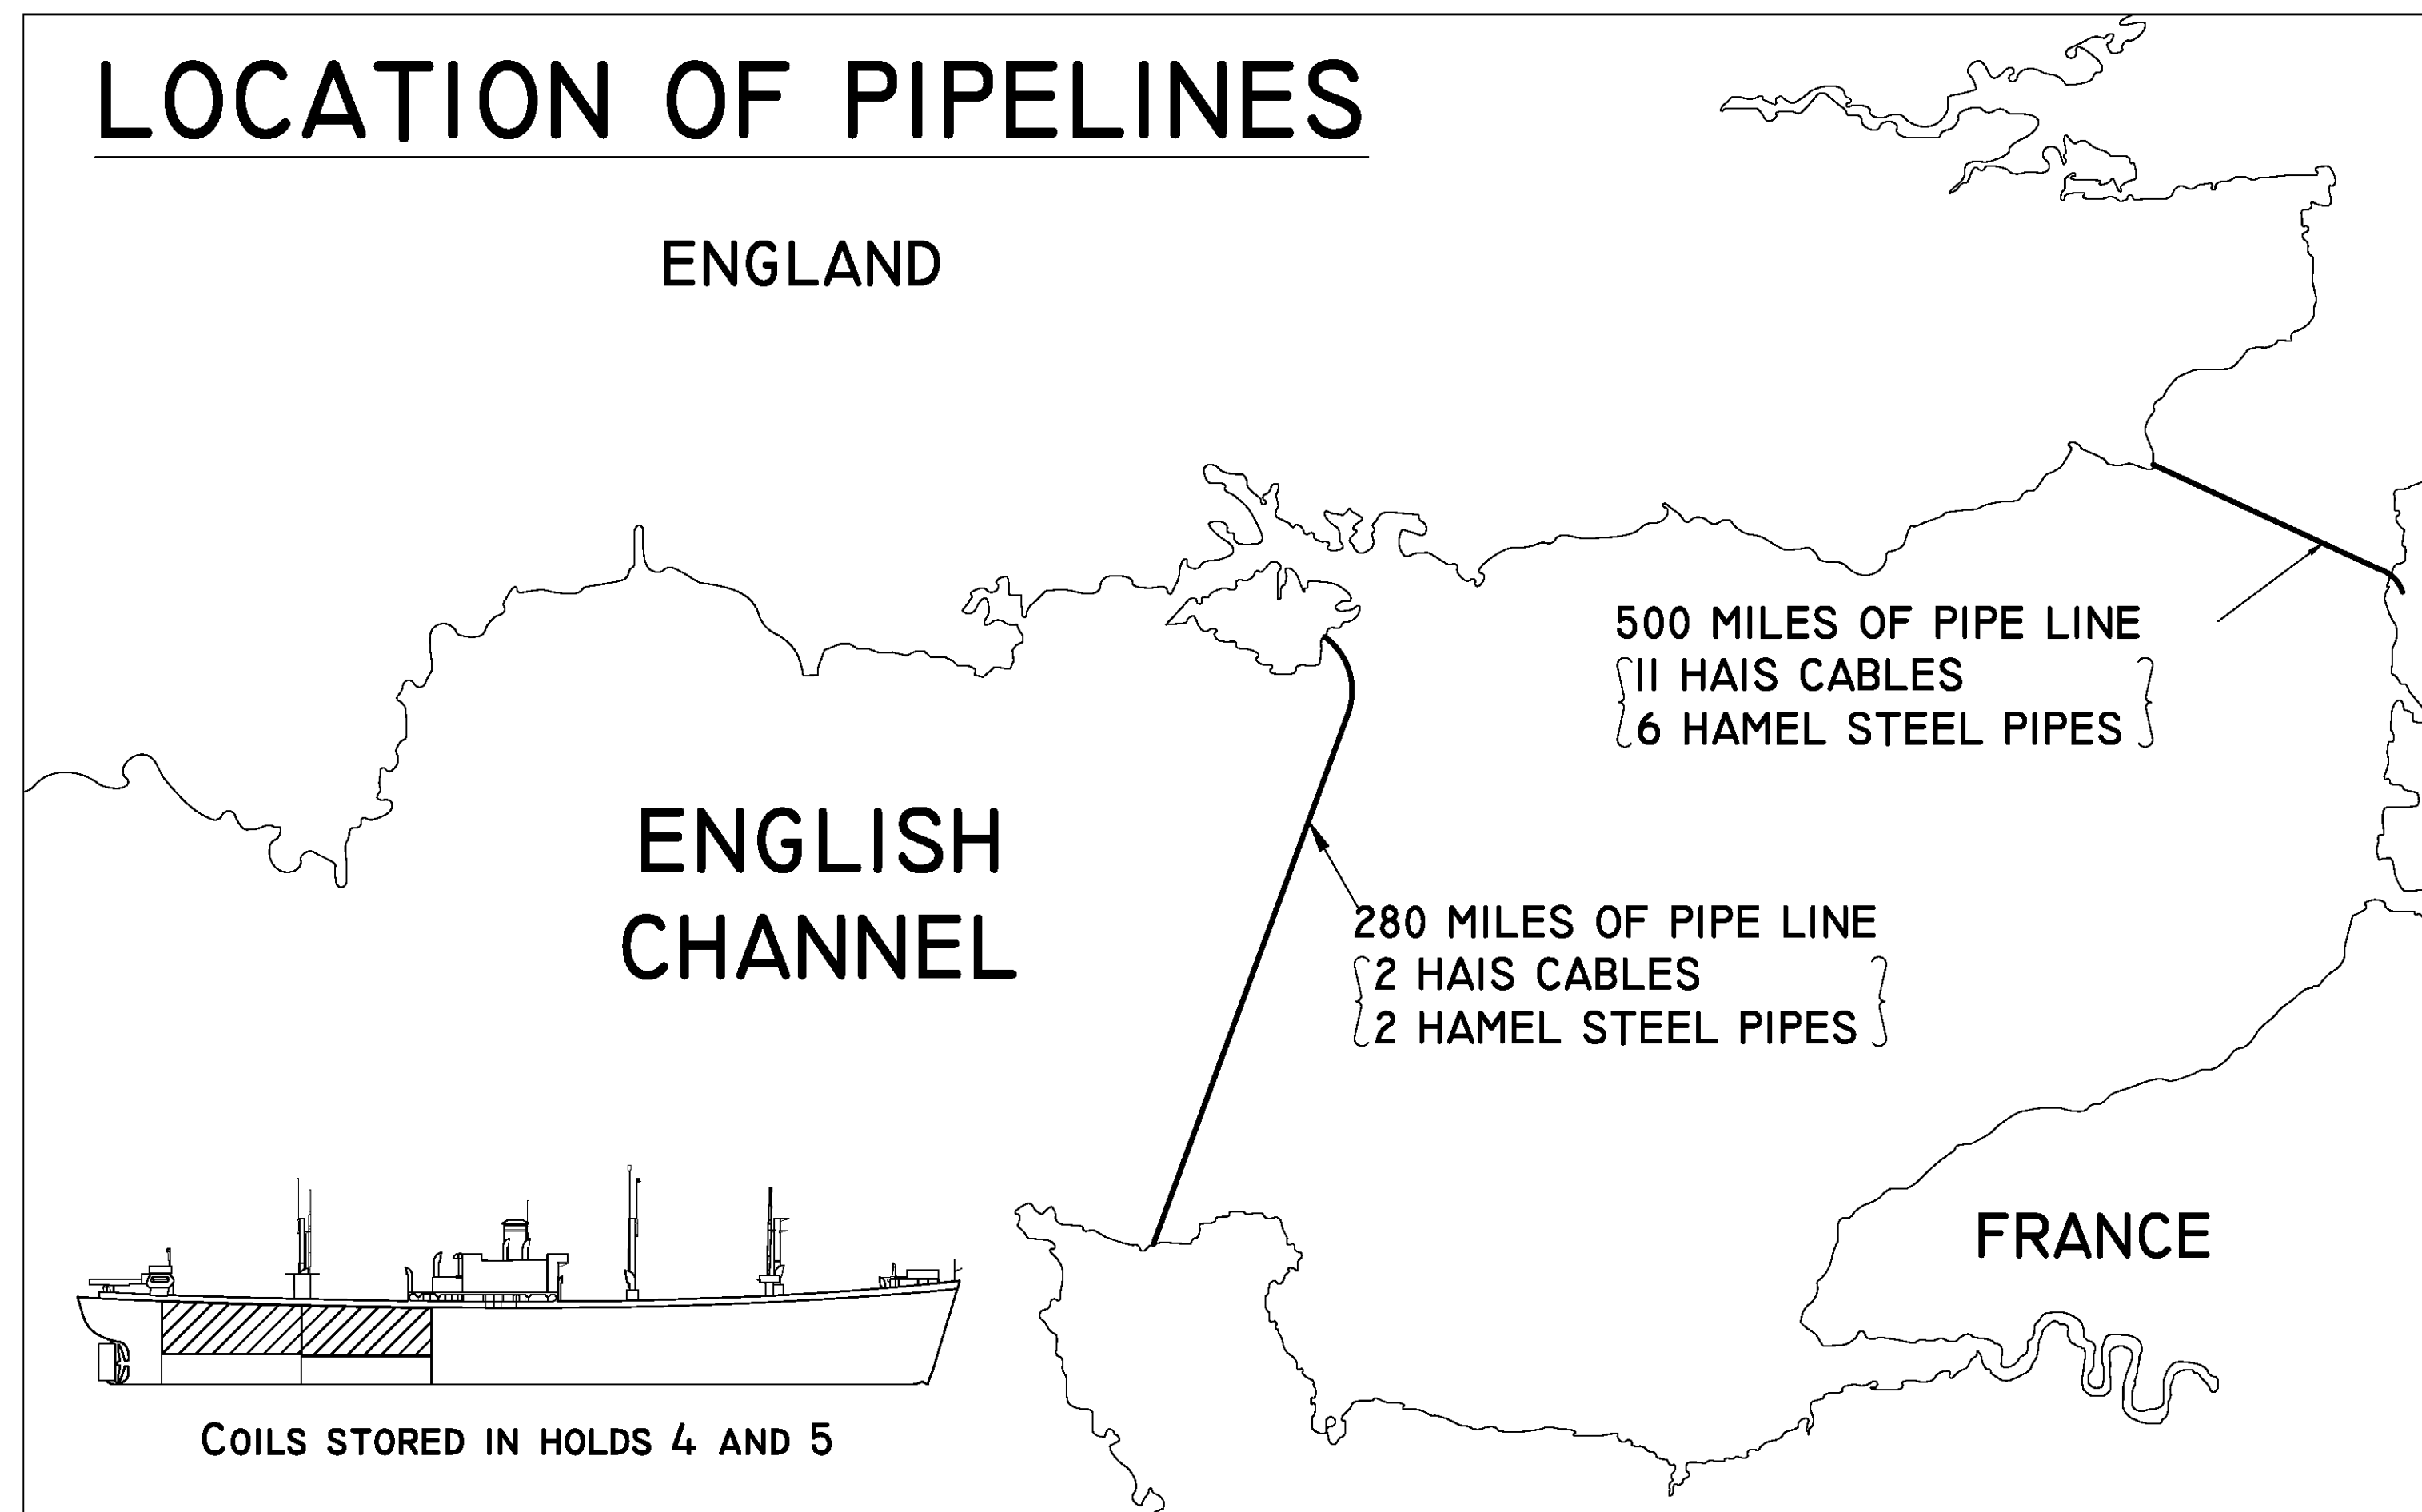 LOCATION OF PIPELINES
ENGLAND
500 MILES OF PIPE LINE
11 HAIS CABLES
6 HAMEL STEEL PIPES
ENGLISH
CHANNEL
280 MILES OF PIPE LINE
2 HAIS CABLES
2 HAMEL STEEL PIPES
FRANCE
COILS STORED IN HOLDS 4 AND 5